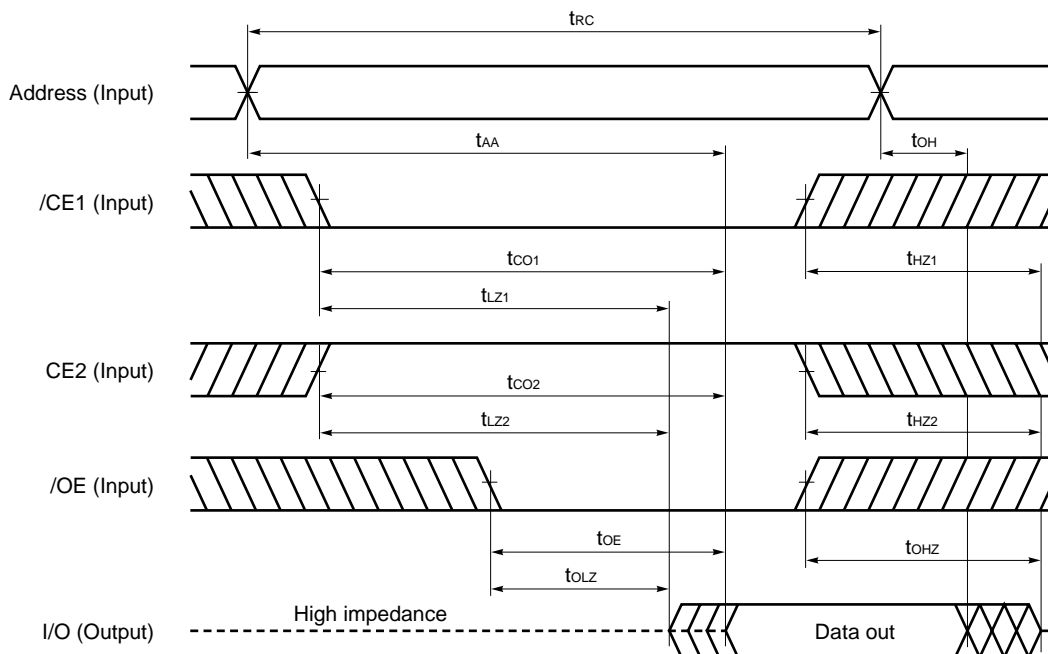 tRC
Address (Input)
tAA
tOH
/CE1 (Input)
tCO1
tHZ1
tLZ1
CE2 (Input)
tCO2
tLZ2
tHZ2
/OE (Input)
tOE
tOHZ
tOLZ
High impedance
I/O (Output)
Data out